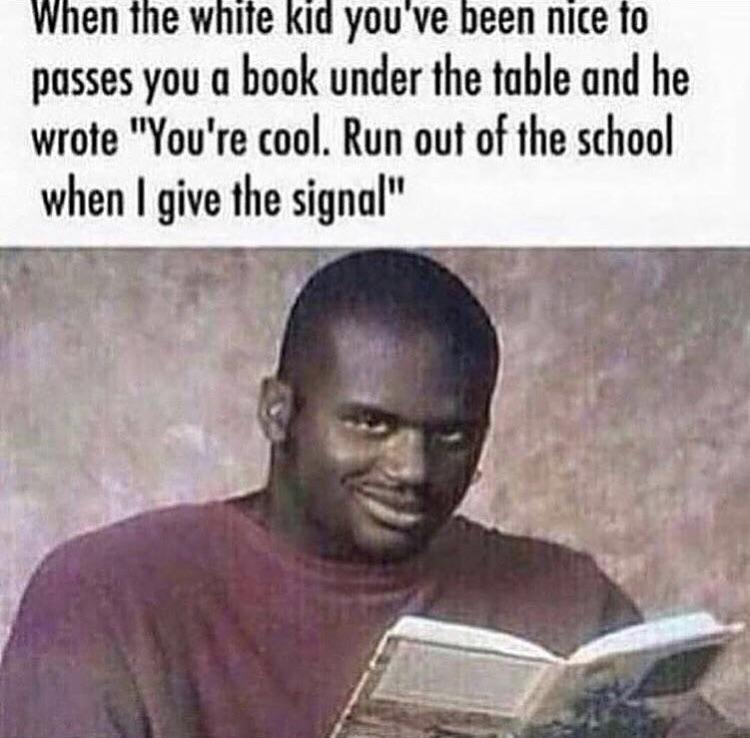 When the white kid you've been nice to
passes you a book under the table and he
wrote "You're cool. Run out of the school
when I give the signal"